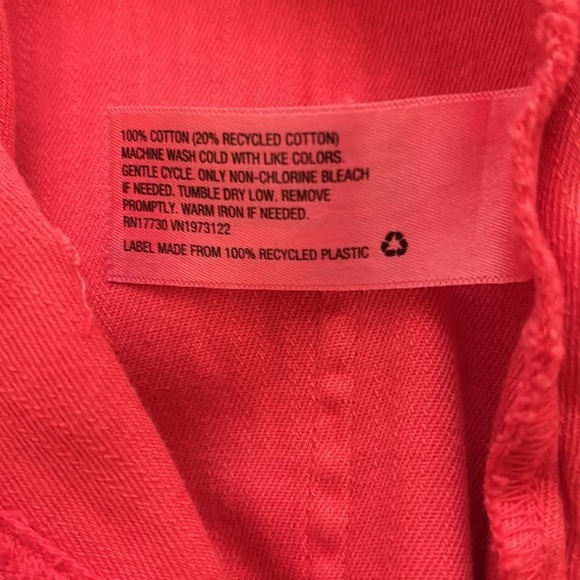 100% COTTON (20% RECYCLED COTTON)
MACHINE WASH COLD WITH LIKE COLORS.
GENTLE CYCLE. ONLY NON-CHLORINE BLEACH
IF NEEDED. TUMBLE DRY LOW. REMOVE
PROMPTLY. WARM IRON IF NEEDED.
RN17730 VN1973122
LABEL MADE FROM 100% RECYCLED PLASTIC